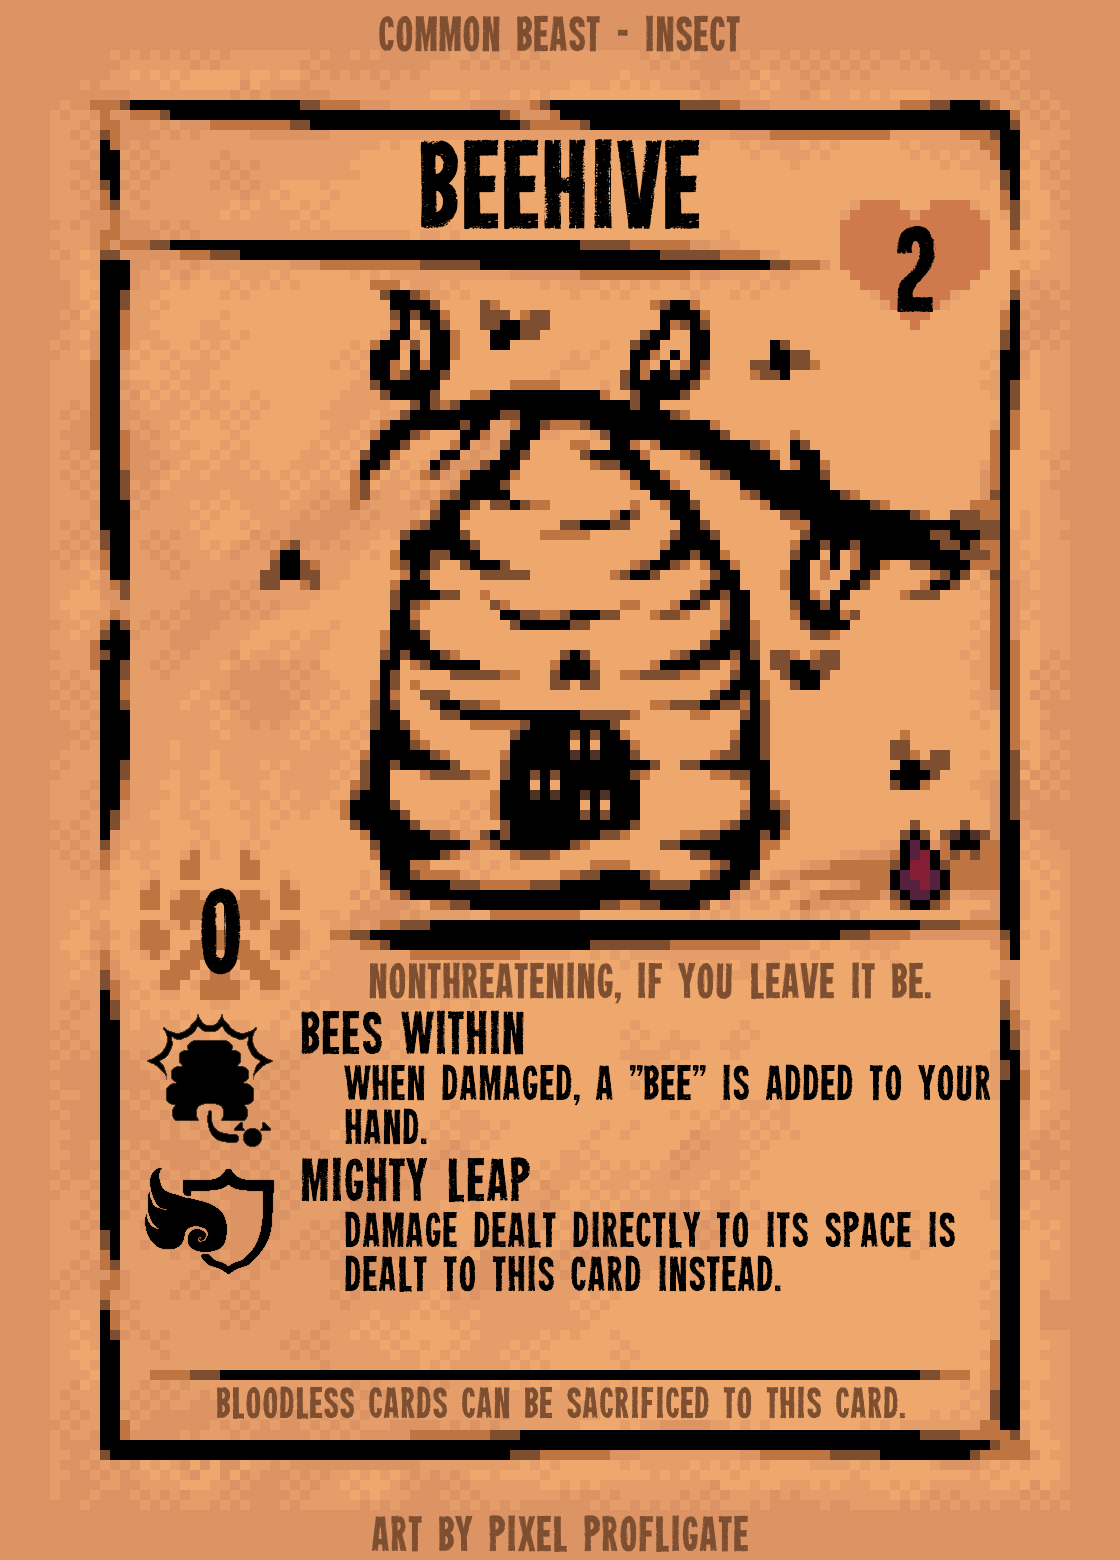 COMMON BEAST - INSECT
BEEHIVE
2
0
NONTHREATENING, IF YOU LEAVE IT BE.
BEES WITHIN
WHEN DAMAGED, A "BEE" IS ADDED TO YOUR
HAND.
MIGHTY LEAP
DAMAGE DEALT DIRECTLY TO ITS SPACE IS
DEALT TO THIS CARD INSTEAD.
BLOODLESS CARDS CAN BE SACRIFICED TO THIS CARD.
ART BY PIXEL PROFLIGATE